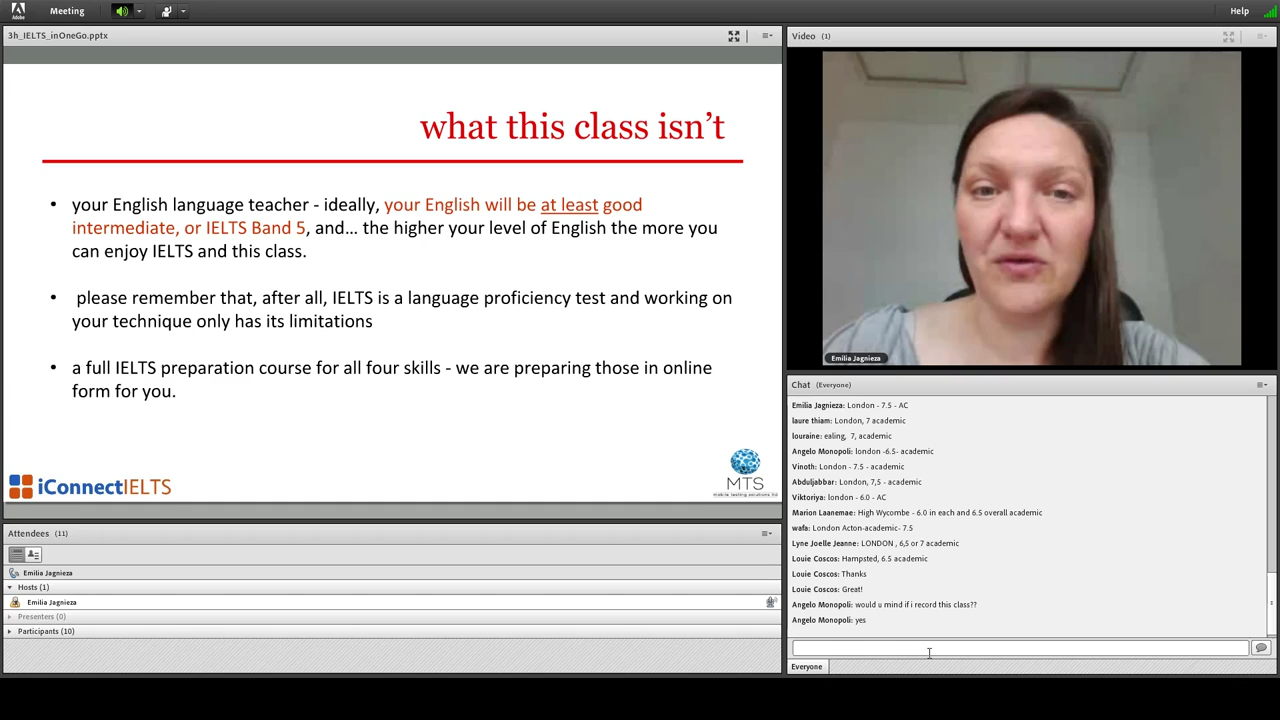 Adobe
Meeting
Help
3h_IELTS_inOneGo.pptx
what this class isn't
• your English language teacher - ideally, your English will be at least good
intermediate, or IELTS Band 5, and... the higher your level of English the more you
can enjoy IELTS and this class.
• please remember that, after all, IELTS is a language proficiency test and working on
your technique only has its limitations
• a full IELTS preparation course for all four skills - we are preparing those in online
form for you.
iConnectIELTS
MTS
mobile testing solutions ltd
Attendees (11)
Emilia Jagnieza
Hosts (1)
Emilia Jagnieza
Presenters (0)
Participants (10)
Video (1)
Emilia Jagnieza
Chat (Everyone)
Emilia Jagnieza: London - 7.5 - AC
laure thiam: London, 7 academic
louraine: ealing, 7, academic
Angelo Monopoli: london -6.5- academic
Vinoth: London - 7.5 - academic
Abduljabbar: London, 7,5 - academic
Viktoriya: london - 6.0 - AC
Marion Laanemae: High Wycombe - 6.0 in each and 6.5 overall academic
wafa: London Acton-academic- 7.5
Lyne Joelle Jeanne: LONDON , 6,5 or 7 academic
Louie Coscos: Hampsted, 6.5 academic
Louie Coscos: Thanks
Louie Coscos: Great!
Angelo Monopoli: would u mind if i record this class??
Angelo Monopoli: yes
Everyone